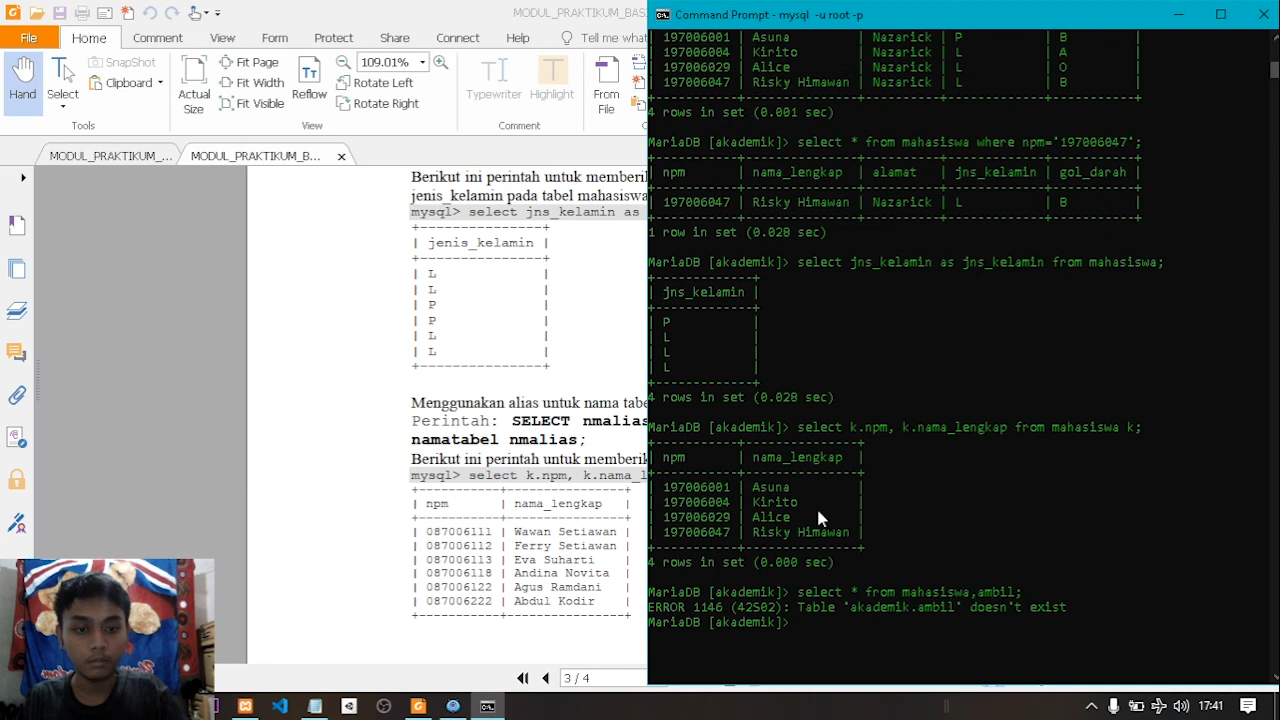 MODUL_PRAKTIKUM_BAS
File
Home
Comment
View
Form
Protect
Share
Connect
Help
Tell me
Hand
Select
SnapShot
Clipboard
Tools
Actual Size
Fit Page
Fit Width
Fit Visible
Reflow
109.01%
Rotate Left
Rotate Right
View
Typewriter
Highlight
Comment
From File
MODUL_PRAKTIKUM_...
MODUL_PRAKTIKUM_B...
Berikut ini perintah untuk memberik
jenis_kelamin pada tabel mahasiswa
mysql> select jns_kelamin as
+---------------+
| jenis_kelamin |
+---------------+
| L |
| L |
| P |
| P |
| L |
| L |
+---------------+
Menggunakan alias untuk nama tabe
Perintah: SELECT nmalias
namatabel nmalias;
Berikut ini perintah untuk memberik
mysql> select k.npm, k.nama_l
| npm | nama_lengkap |
| 087006111 | Wawan Setiawan |
| 087006112 | Ferry Setiawan |
| 087006113 | Eva Suharti |
| 087006118 | Andina Novita |
| 087006122 | Agus Ramdani |
| 087006222 | Abdul Kodir |
3 / 4
Command Prompt - mysql -u root -p
| 197006001 | Asuna | Nazarick | P | B |
| 197006004 | Kirito | Nazarick | L | A |
| 197006029 | Alice | Nazarick | L | O |
| 197006047 | Risky Himawan | Nazarick | L | B |
4 rows in set (0.001 sec)
MariaDB [akademik]> select * from mahasiswa where npm='197006047';
| npm | nama_lengkap | alamat | jns_kelamin | gol_darah |
| 197006047 | Risky Himawan | Nazarick | L | B |
1 row in set (0.028 sec)
MariaDB [akademik]> select jns_kelamin as jns_kelamin from mahasiswa;
| jns_kelamin |
| P |
| L |
| L |
| L |
4 rows in set (0.028 sec)
MariaDB [akademik]> select k.npm, k.nama_lengkap from mahasiswa k;
| npm | nama_lengkap |
| 197006001 | Asuna |
| 197006004 | Kirito |
| 197006029 | Alice |
| 197006047 | Risky Himawan |
4 rows in set (0.000 sec)
MariaDB [akademik]> select * from mahasiswa,ambil;
ERROR 1146 (42S02): Table 'akademik.ambil' doesn't exist
MariaDB [akademik]>
17:41